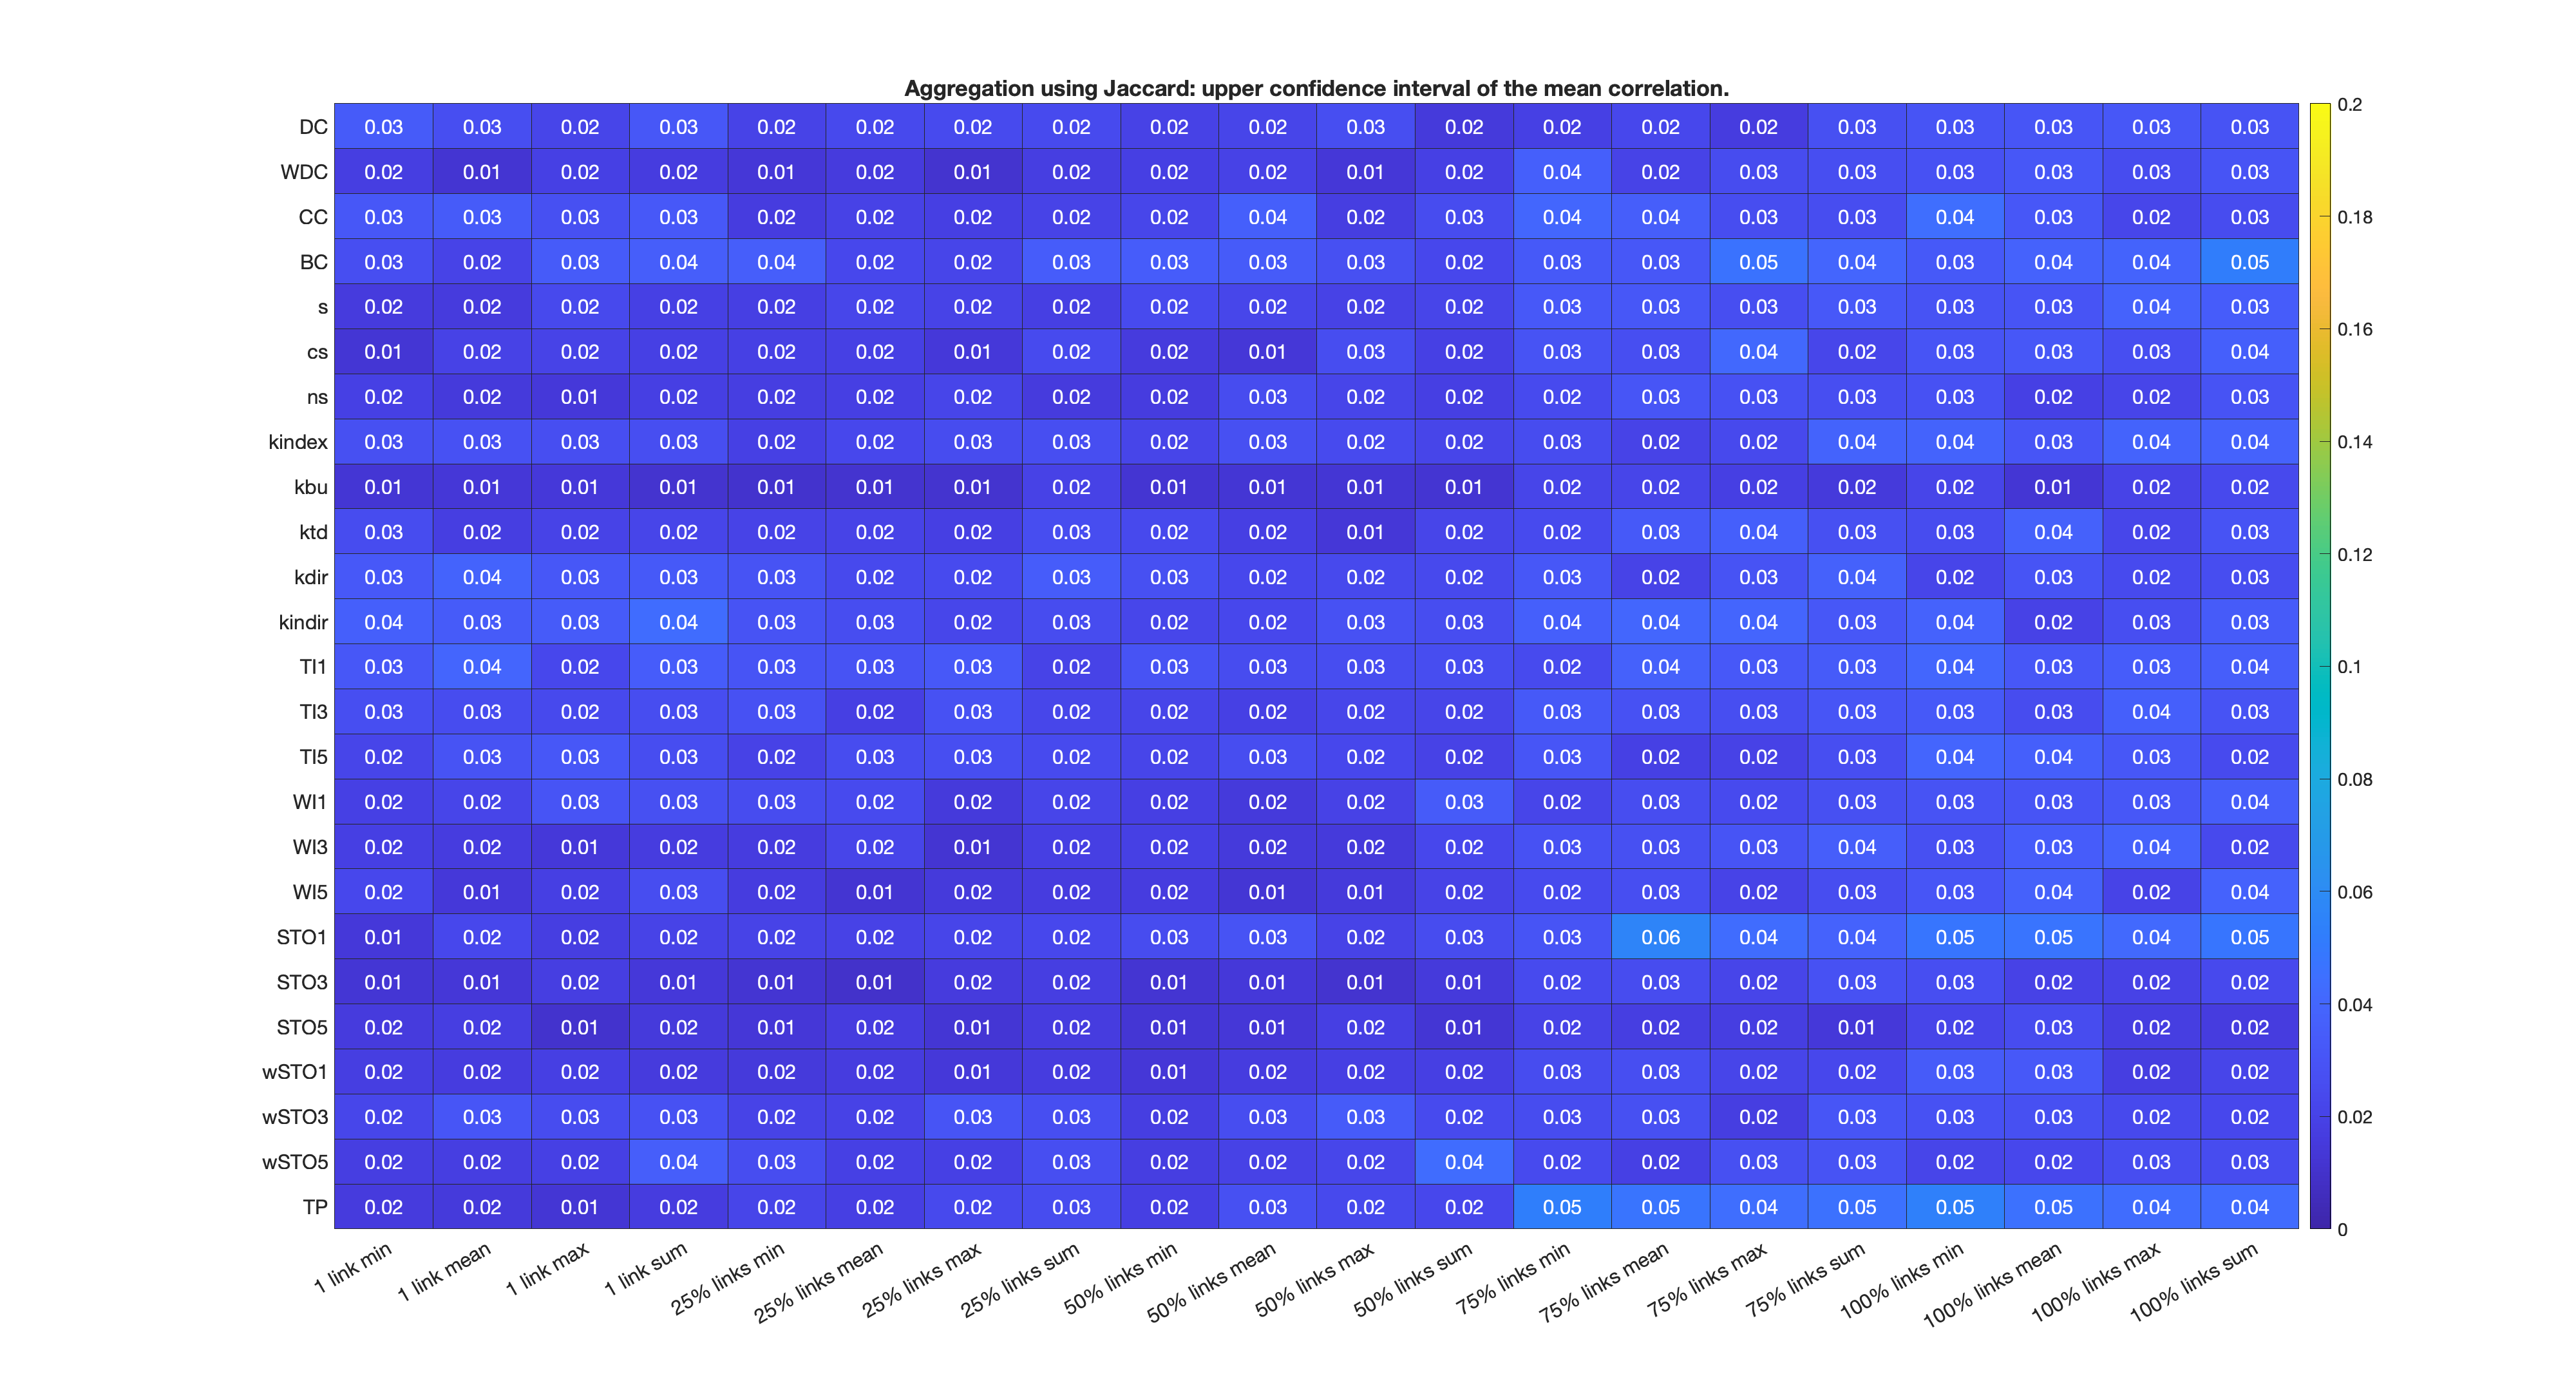 Aggregation using Jaccard: upper confidence interval of the mean correlation.
DC 0.03 0.03 0.02 0.03 0.02 0.02 0.02 0.02 0.02 0.02 0.03 0.02 0.02 0.02 0.02 0.03 0.03 0.03 0.03 0.03
WDC 0.02 0.01 0.02 0.02 0.01 0.02 0.01 0.02 0.02 0.02 0.01 0.02 0.04 0.02 0.03 0.03 0.03 0.03 0.03 0.03
CC 0.03 0.03 0.03 0.03 0.02 0.02 0.02 0.02 0.02 0.04 0.02 0.03 0.04 0.04 0.03 0.03 0.04 0.03 0.02 0.03
BC 0.03 0.02 0.03 0.04 0.04 0.02 0.02 0.03 0.03 0.03 0.03 0.02 0.03 0.03 0.05 0.04 0.03 0.04 0.04 0.05
s 0.02 0.02 0.02 0.02 0.02 0.02 0.02 0.02 0.02 0.02 0.02 0.02 0.03 0.03 0.03 0.03 0.03 0.03 0.04 0.03
cs 0.01 0.02 0.02 0.02 0.02 0.02 0.01 0.02 0.02 0.01 0.03 0.02 0.03 0.03 0.04 0.02 0.03 0.03 0.03 0.04
ns 0.02 0.02 0.01 0.02 0.02 0.02 0.02 0.02 0.02 0.03 0.02 0.02 0.02 0.03 0.03 0.03 0.03 0.02 0.02 0.03
kindex 0.03 0.03 0.03 0.03 0.02 0.02 0.03 0.03 0.02 0.03 0.02 0.02 0.03 0.02 0.02 0.04 0.04 0.03 0.04 0.04
kbu 0.01 0.01 0.01 0.01 0.01 0.01 0.01 0.02 0.01 0.01 0.01 0.01 0.02 0.02 0.02 0.02 0.02 0.01 0.02 0.02
ktd 0.03 0.02 0.02 0.02 0.02 0.02 0.02 0.03 0.02 0.02 0.01 0.02 0.02 0.03 0.04 0.03 0.03 0.04 0.02 0.03
kdir 0.03 0.04 0.03 0.03 0.03 0.02 0.02 0.03 0.03 0.02 0.02 0.02 0.03 0.02 0.03 0.04 0.02 0.03 0.02 0.03
kindir 0.04 0.03 0.03 0.04 0.03 0.03 0.02 0.03 0.02 0.02 0.03 0.03 0.04 0.04 0.04 0.03 0.04 0.02 0.03 0.03
TI1 0.03 0.04 0.02 0.03 0.03 0.03 0.03 0.02 0.03 0.03 0.03 0.03 0.02 0.04 0.03 0.03 0.04 0.03 0.03 0.04
TI3 0.03 0.03 0.02 0.03 0.03 0.02 0.03 0.02 0.02 0.02 0.02 0.02 0.03 0.03 0.03 0.03 0.03 0.03 0.04 0.03
TI5 0.02 0.03 0.03 0.03 0.02 0.03 0.03 0.02 0.02 0.03 0.02 0.02 0.03 0.02 0.02 0.03 0.04 0.04 0.03 0.02
WI1 0.02 0.02 0.03 0.03 0.03 0.02 0.02 0.02 0.02 0.02 0.02 0.03 0.02 0.03 0.02 0.03 0.03 0.03 0.03 0.04
WI3 0.02 0.02 0.01 0.02 0.02 0.02 0.01 0.02 0.02 0.02 0.02 0.02 0.03 0.03 0.03 0.04 0.03 0.03 0.04 0.02
WI5 0.02 0.01 0.02 0.03 0.02 0.01 0.02 0.02 0.02 0.01 0.01 0.02 0.02 0.03 0.02 0.03 0.03 0.04 0.02 0.04
STO1 0.01 0.02 0.02 0.02 0.02 0.02 0.02 0.02 0.03 0.03 0.02 0.03 0.03 0.06 0.04 0.04 0.05 0.05 0.04 0.05
STO3 0.01 0.01 0.02 0.01 0.01 0.01 0.02 0.02 0.01 0.01 0.01 0.01 0.02 0.03 0.02 0.03 0.03 0.02 0.02 0.02
STO5 0.02 0.02 0.01 0.02 0.01 0.02 0.01 0.02 0.01 0.01 0.02 0.01 0.02 0.02 0.02 0.01 0.02 0.03 0.02 0.02
wSTO1 0.02 0.02 0.02 0.02 0.02 0.02 0.01 0.02 0.01 0.02 0.02 0.02 0.03 0.03 0.02 0.02 0.03 0.03 0.02 0.02
wSTO3 0.02 0.03 0.03 0.03 0.02 0.02 0.03 0.03 0.02 0.03 0.03 0.02 0.03 0.03 0.02 0.03 0.03 0.03 0.02 0.02
wSTO5 0.02 0.02 0.02 0.04 0.03 0.02 0.02 0.03 0.02 0.02 0.02 0.04 0.02 0.02 0.03 0.03 0.02 0.02 0.03 0.03
TP 0.02 0.02 0.01 0.02 0.02 0.02 0.02 0.03 0.02 0.03 0.02 0.02 0.05 0.05 0.04 0.05 0.05 0.05 0.04 0.04
1 link min
1 link mean
1 link max
1 link sum
25% links min
25% links mean
25% links max
25% links sum
50% links min
50% links mean
50% links max
50% links sum
75% links min
75% links mean
75% links max
75% links sum
100% links min
100% links mean
100% links max
100% links sum
0.2
0.18
0.16
0.14
0.12
0.1
0.08
0.06
0.04
0.02
0